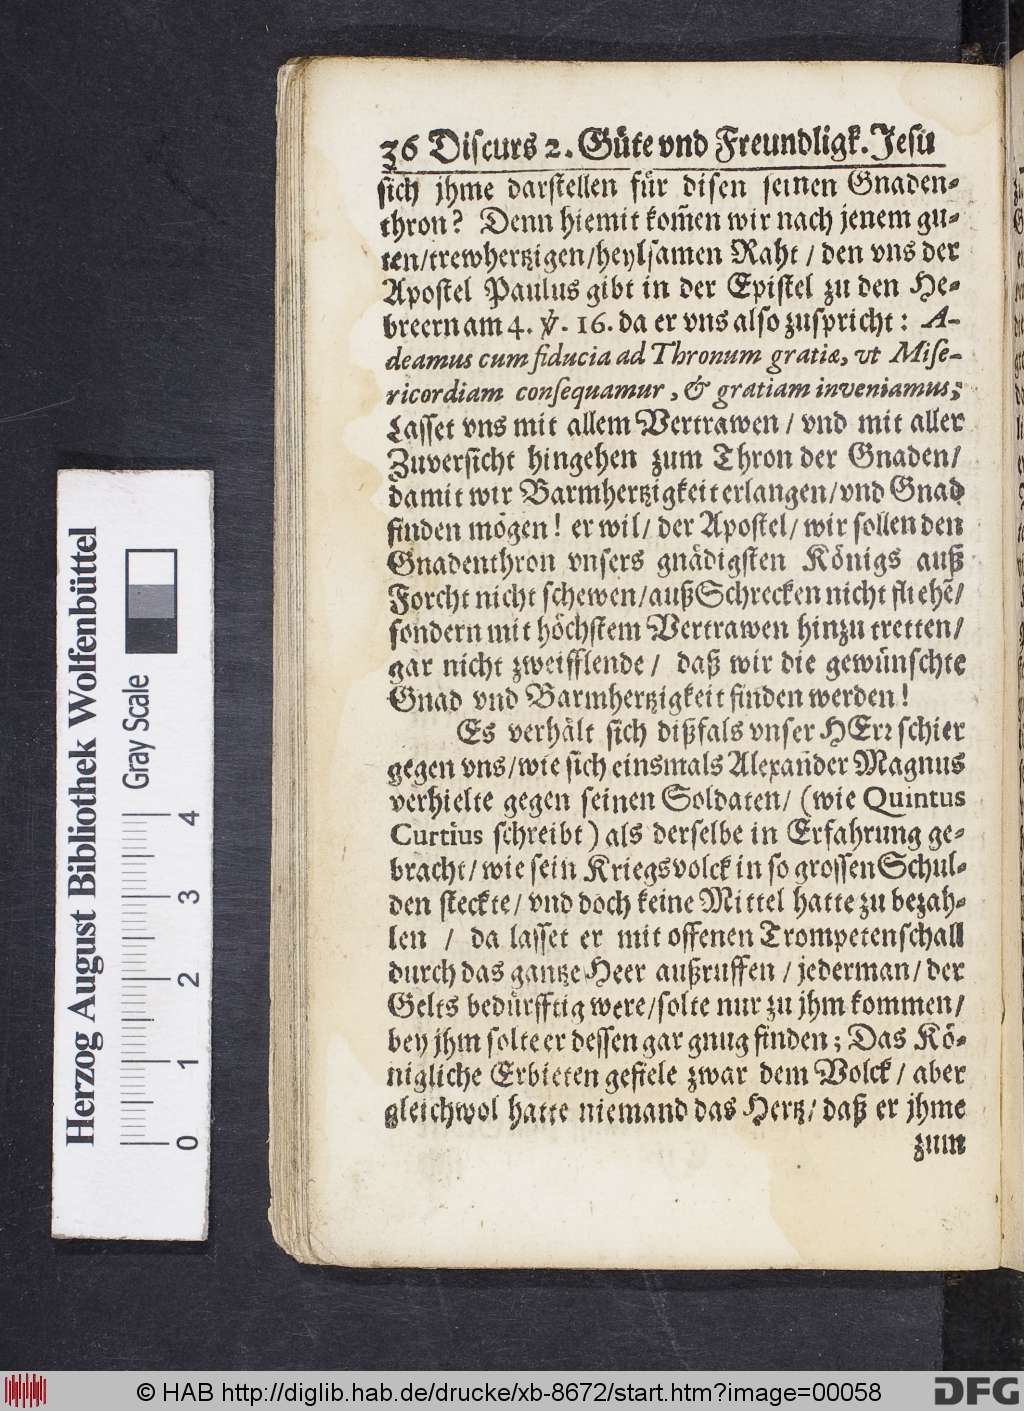 36 Discurs 2. Güte vnd Freundligk. Jesu
sich jhme darstellen für disen seinen Gnaden-
thron? Denn hiemit kom̃en wir nach jenem gu-
ten/trewhertzigen/heylsamen Raht / den vns der
Apostel Paulus gibt in der Epistel zu den He-
breern am 4. ℣. 16. da er vns also zuspricht: A-
deamus cum fiducia ad Thronum gratiæ, vt Mise-
ricordiam consequamur, & gratiam inveniamus;
Lasset vns mit allem Vertrawen / vnd mit aller
Zuversicht hingehen zum Thron der Gnaden/
damit wir Barmhertzigkeit erlangen/vnd Gnad
finden mögen! er wil/ der Apostel/ wir sollen den
Gnadenthron vnsers gnädigsten Königs auß
Forcht nicht schewen/auß Schrecken nicht fliehẽ/
sondern mit höchstem Vertrawen hinzu tretten/
gar nicht zweifflende / daß wir die gewünschte
Gnad vnd Barmhertzigkeit finden werden!
Es verhält sich dißfals vnser HErr schier
gegen vns/wie sich einsmals Alexander Magnus
verhielte gegen seinen Soldaten/ (wie Quintus
Curtius schreibt) als derselbe in Erfahrung ge-
bracht/ wie sein Kriegsvolck in so grossen Schul-
den steckte/ vnd doch keine Mittel hatte zu bezah-
len / da lasset er mit offenen Trompetenschall
durch das gantze Heer außruffen / jederman/ der
Gelts bedürfftig were/solte nur zu jhm kommen/
bey jhm solte er dessen gar gnug finden; Das Kö-
nigliche Erbieten gefiele zwar dem Volck / aber
gleichwol hatte niemand das Hertz/ daß er jhme
zum
Herzog August Bibliothek Wolfenbüttel
Gray Scale
0 1 2 3 4
© HAB http://diglib.hab.de/drucke/xb-8672/start.htm?image=00058
DFG